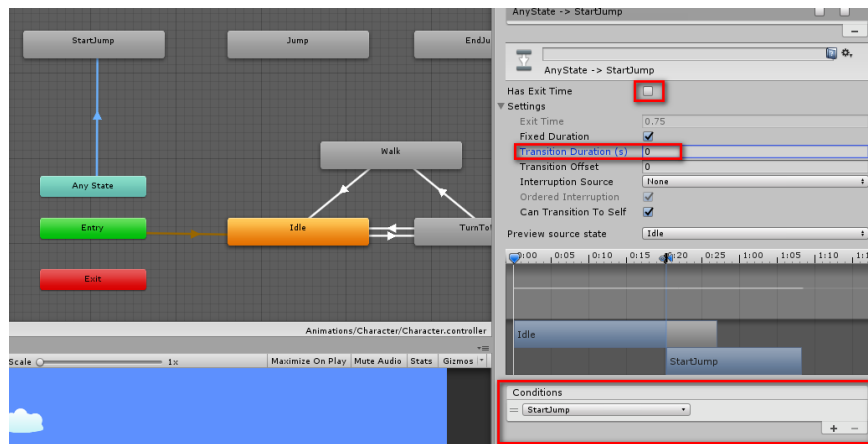 StartJump
Jump
EndJu
Walk
Any State
Entry
Idle
TurnTo
Exit
Animations/Character/Character.controller
Scale
1x
Maximize On Play
Mute Audio
Stats
Gizmos
AnyState -> StartJump
AnyState -> StartJump
Has Exit Time
Settings
Exit Time
0.75
Fixed Duration
Transition Duration (s)
0
Transition Offset
0
Interruption Source
None
Ordered Interruption
Can Transition To Self
Preview source state
Idle
0:00
0:05
0:10
0:15
0:20
0:25
1:00
1:05
1:10
1:1
Idle
StartJump
Conditions
StartJump